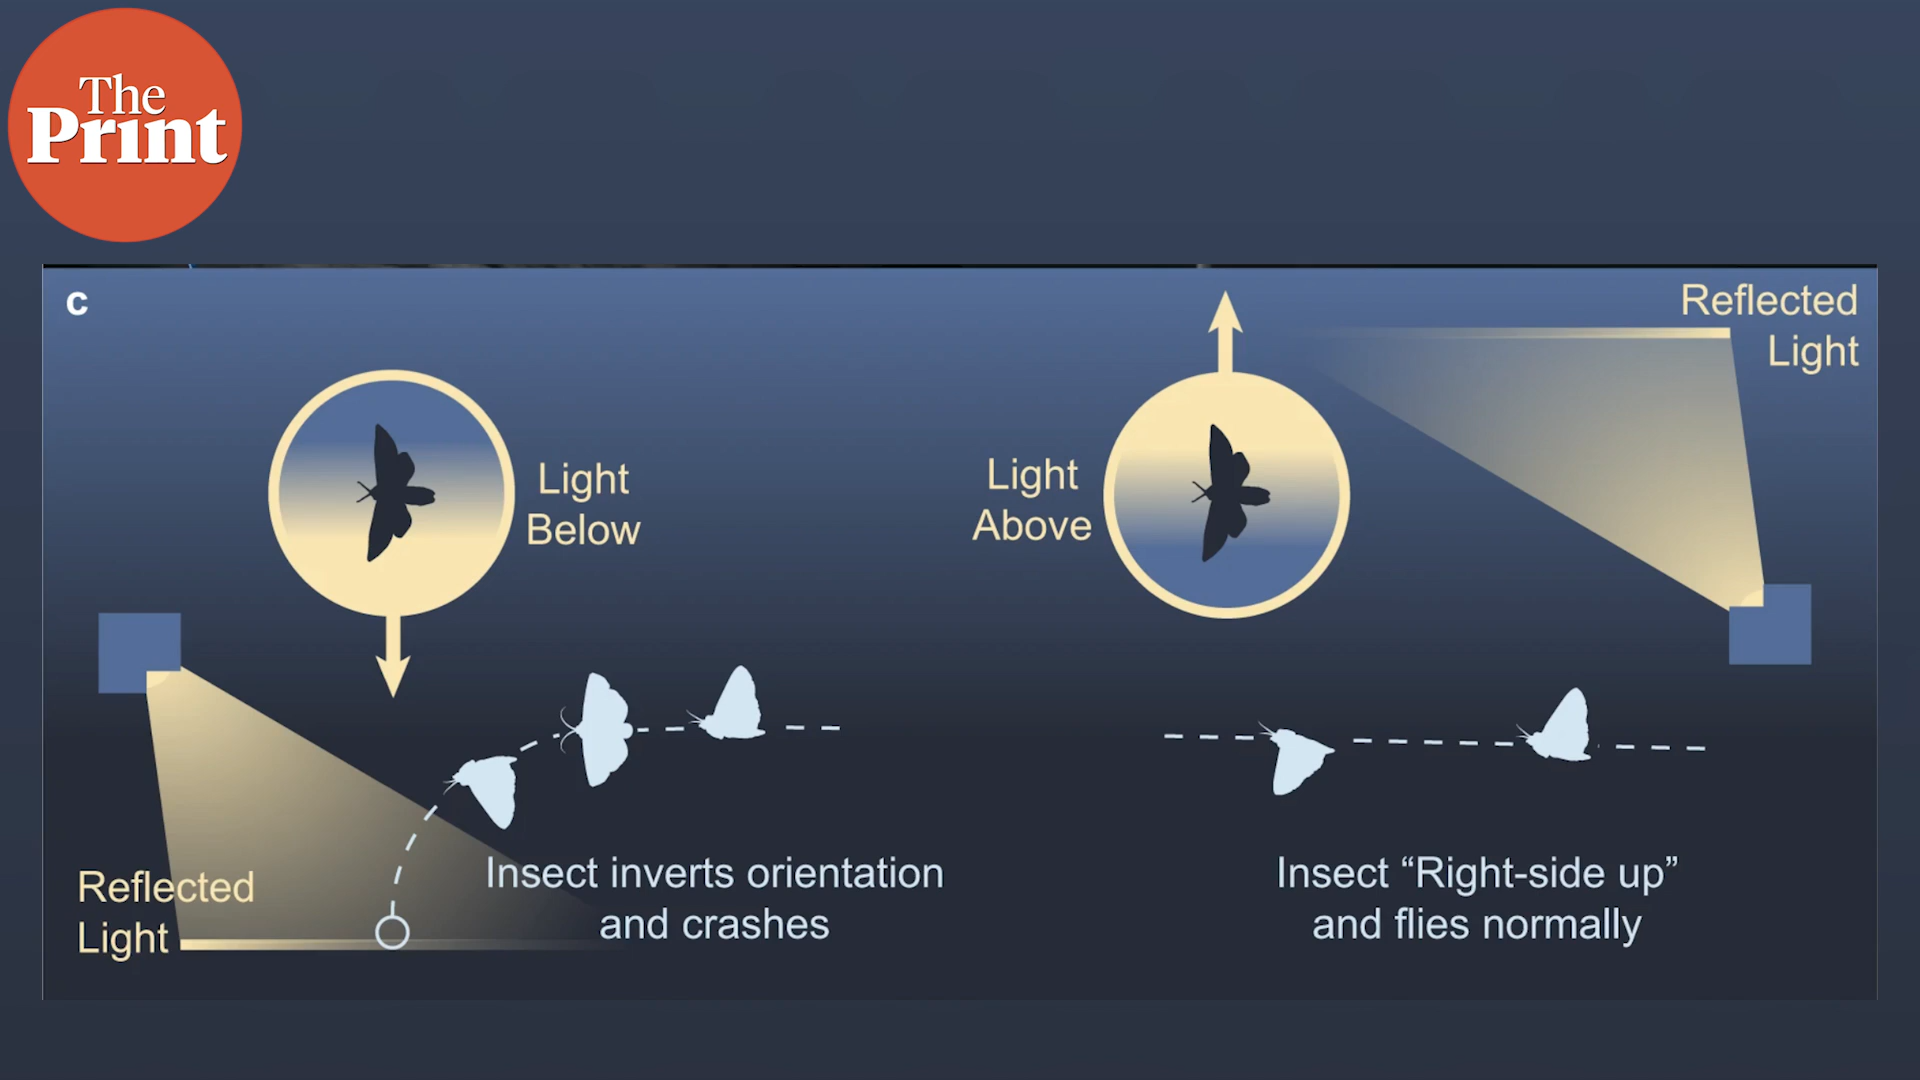 The
Print
c
Reflected
Light
Light
Below
Light
Above
Reflected
Light
Insect inverts orientation
and crashes
Insect “Right-side up”
and flies normally